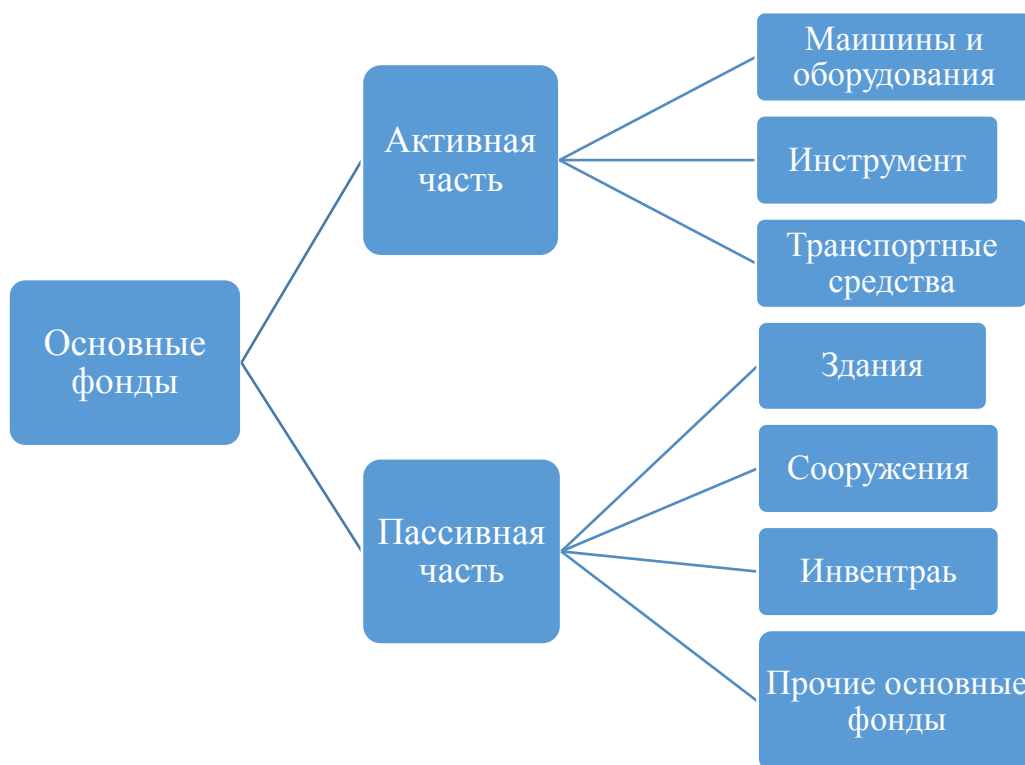 Основные
фонды
Активная
часть
Маишины и
оборудования
Инструмент
Транспортные
средства
Пассивная
часть
Здания
Сооружения
Инвентраь
Прочие основные
фонды